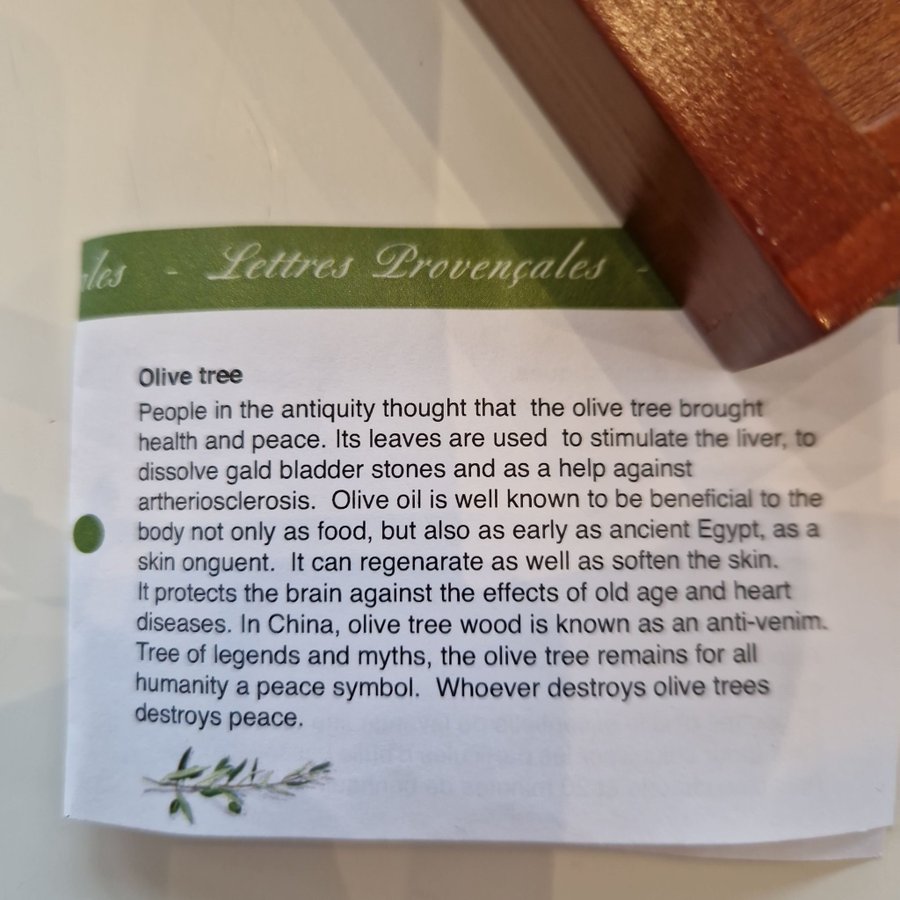 les - Lettres Provençales -
Olive tree
People in the antiquity thought that the olive tree brought
health and peace. Its leaves are used to stimulate the liver, to
dissolve gald bladder stones and as a help against
artheriosclerosis. Olive oil is well known to be beneficial to the
body not only as food, but also as early as ancient Egypt, as a
skin onguent. It can regenarate as well as soften the skin.
It protects the brain against the effects of old age and heart
diseases. In China, olive tree wood is known as an anti-venim.
Tree of legends and myths, the olive tree remains for all
humanity a peace symbol. Whoever destroys olive trees
destroys peace.